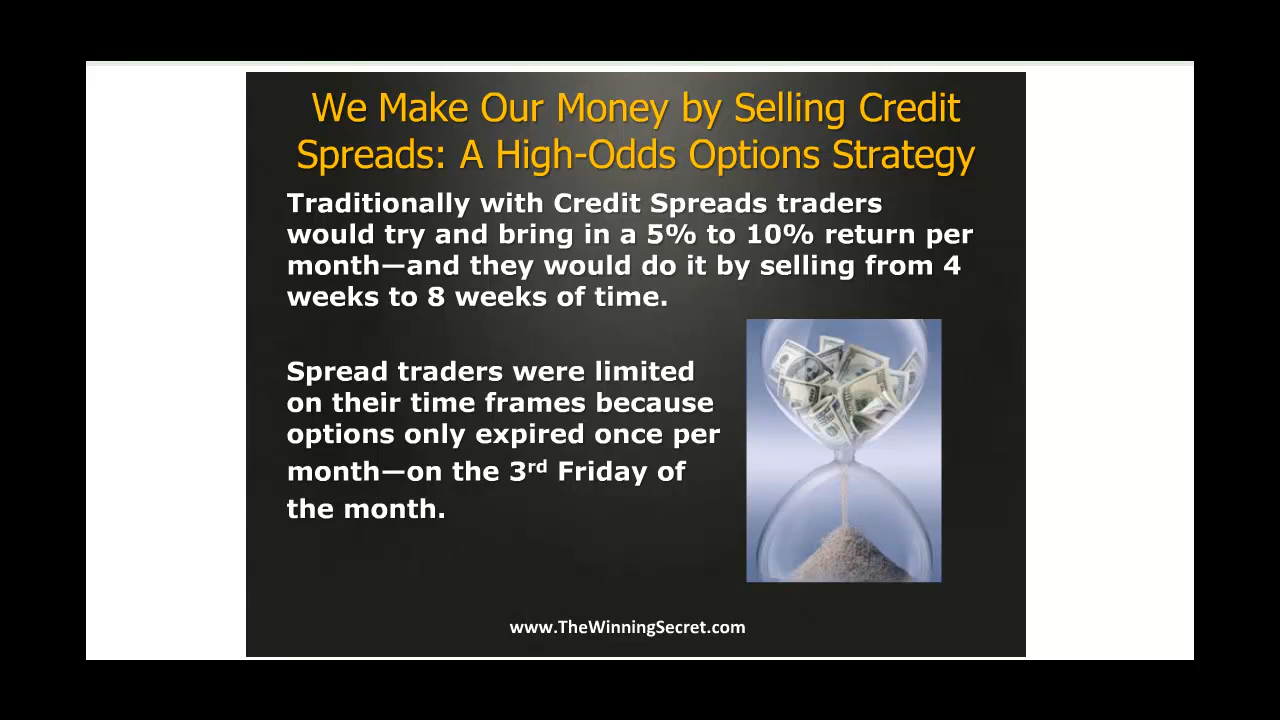 We Make Our Money by Selling Credit
Spreads: A High-Odds Options Strategy
Traditionally with Credit Spreads traders
would try and bring in a 5% to 10% return per
month—and they would do it by selling from 4
weeks to 8 weeks of time.
Spread traders were limited
on their time frames because
options only expired once per
month—on the 3rd Friday of
the month.
www.TheWinningSecret.com